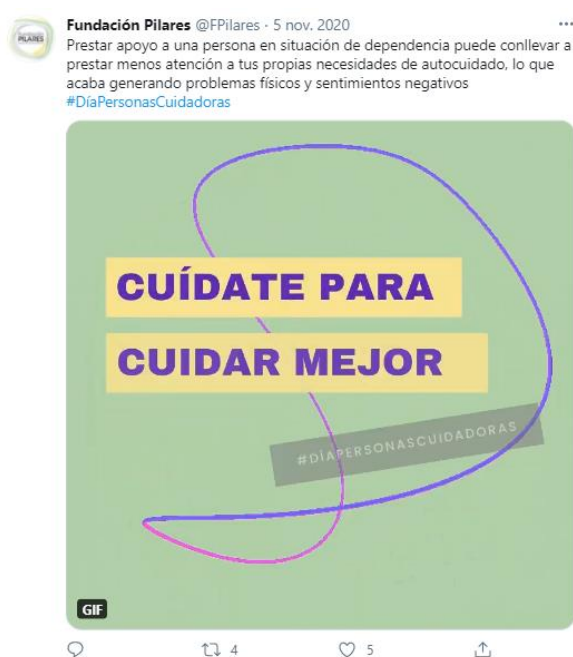 PILARES
Fundación Pilares @FPilares · 5 nov. 2020 ...
Prestar apoyo a una persona en situación de dependencia puede conllevar a
prestar menos atención a tus propias necesidades de autocuidado, lo que
acaba generando problemas físicos y sentimientos negativos
#DíaPersonasCuidadoras
CUÍDATE PARA
CUIDAR MEJOR
#DÍAPERSONASCUIDADORAS
GIF
4 5